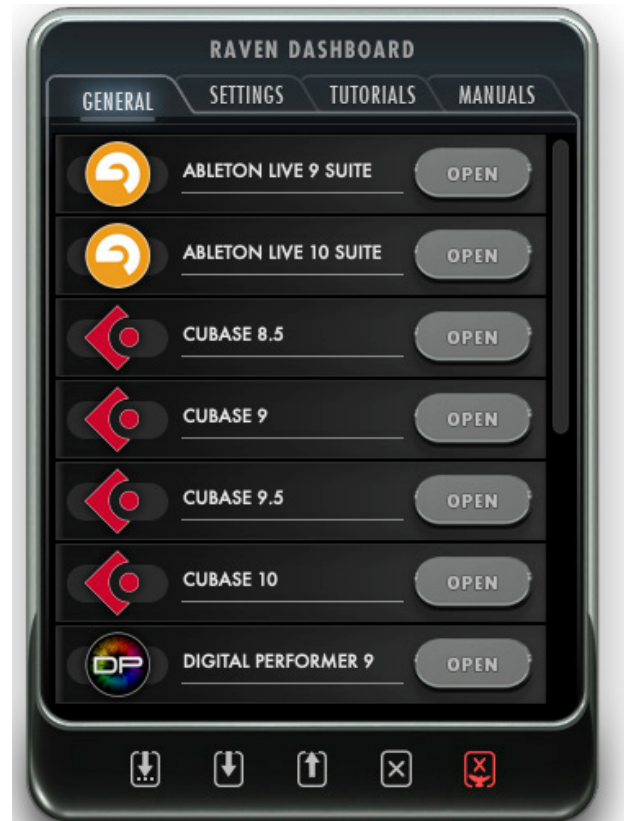 RAVEN DASHBOARD
GENERAL SETTINGS TUTORIALS MANUALS
ABLETON LIVE 9 SUITE OPEN
ABLETON LIVE 10 SUITE OPEN
CUBASE 8.5 OPEN
CUBASE 9 OPEN
CUBASE 9.5 OPEN
CUBASE 10 OPEN
DP DIGITAL PERFORMER 9 OPEN